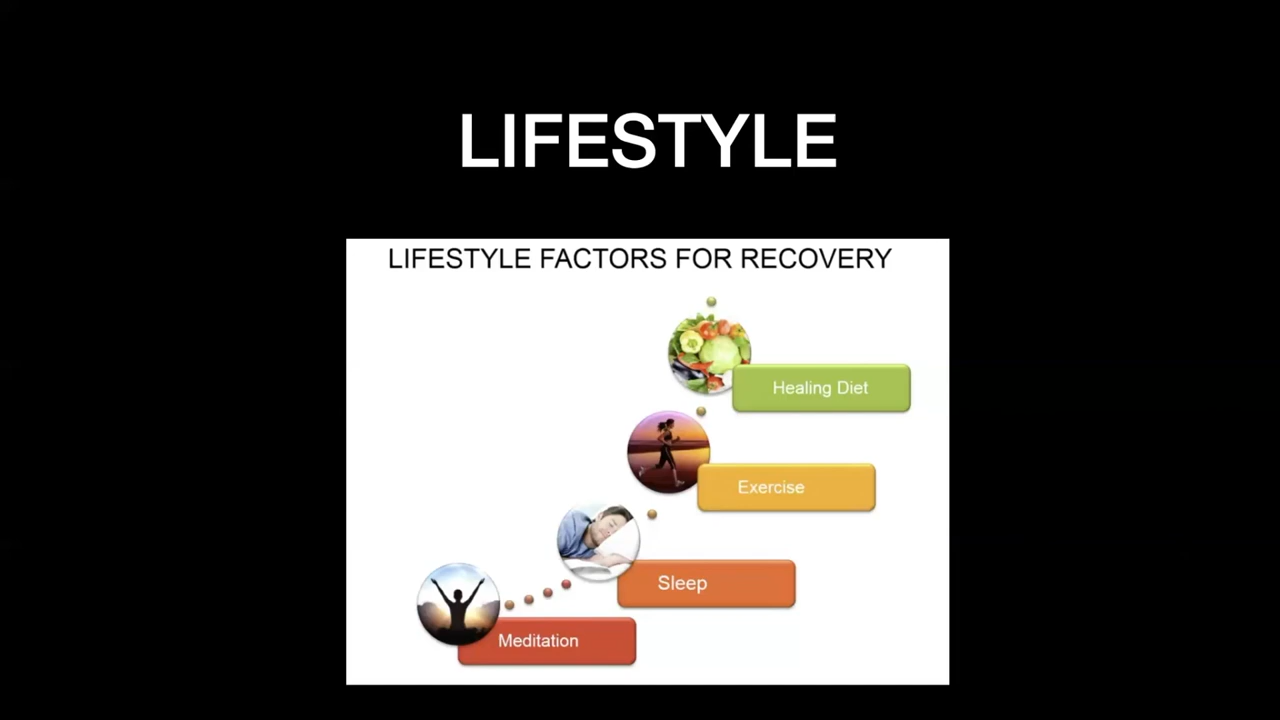 LIFESTYLE
LIFESTYLE FACTORS FOR RECOVERY
Healing Diet
Exercise
Sleep
Meditation